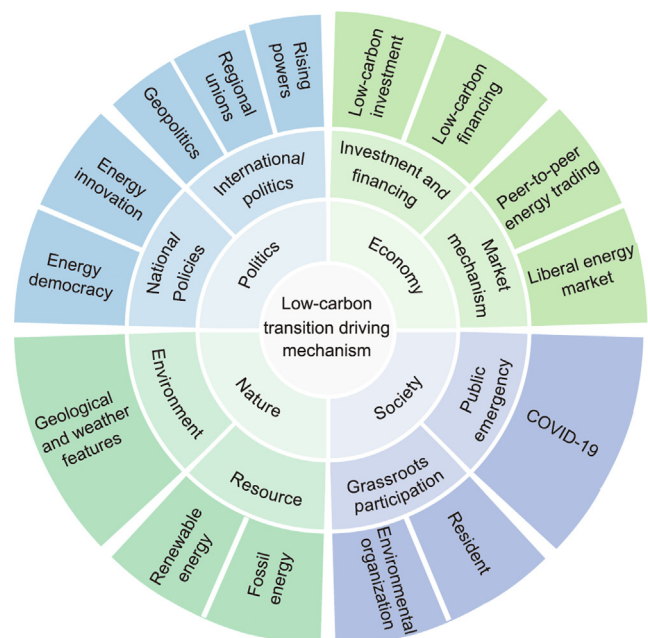 Low-carbon
transition driving
mechanism
Politics
International
politics
Geopolitics
Regional
unions
Rising
powers
National
Policies
Energy
innovation
Energy
democracy
Economy
Investment and
financing
Low-carbon
investment
Low-carbon
financing
Market
mechanism
Peer-to-peer
energy trading
Liberal energy
market
Society
Public
emergency
COVID-19
Grassroots
participation
Resident
Environmental
organization
Nature
Environment
Geological
and weather
features
Resource
Renewable
energy
Fossil
energy